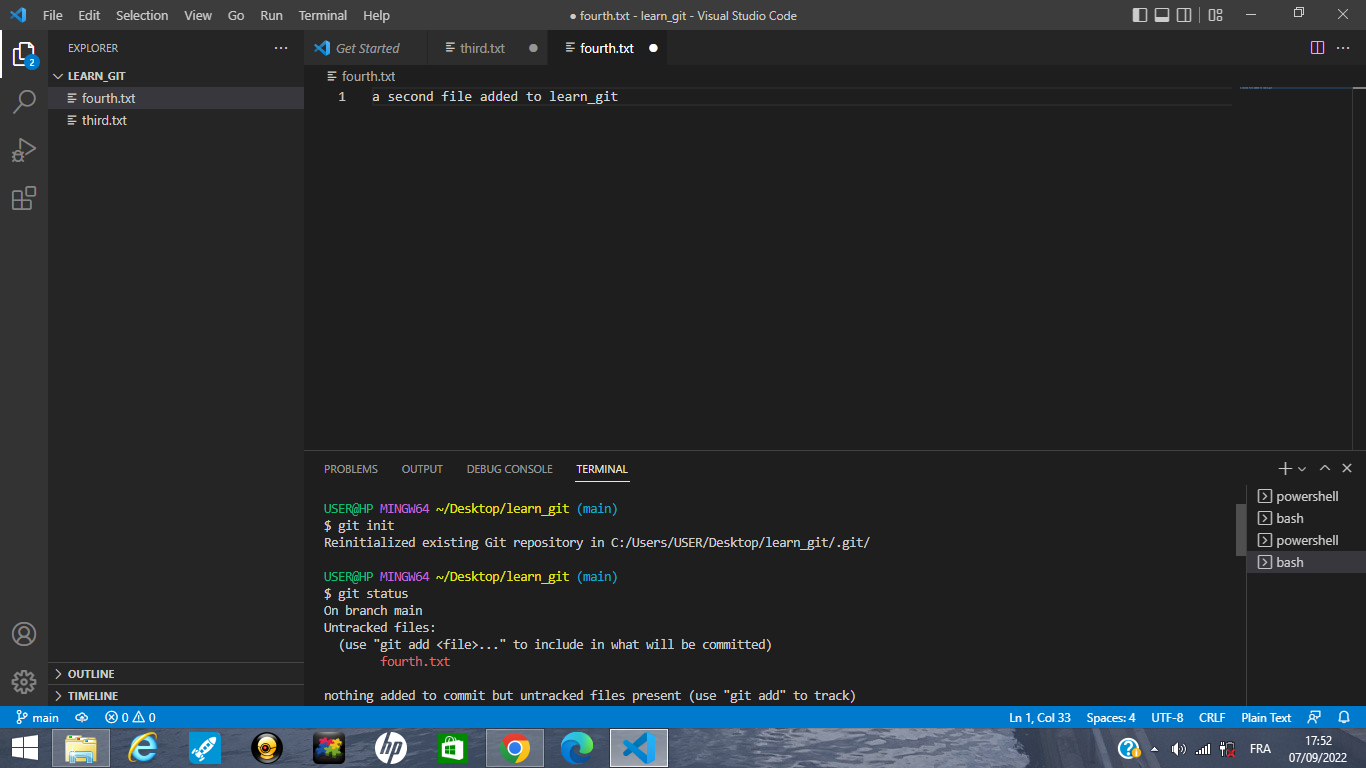 File Edit Selection View Go Run Terminal Help
● fourth.txt - learn_git - Visual Studio Code
EXPLORER
Get Started
third.txt
fourth.txt
2
LEARN_GIT
fourth.txt
third.txt
OUTLINE
TIMELINE
fourth.txt
1 a second file added to learn_git
PROBLEMS OUTPUT DEBUG CONSOLE TERMINAL
USER@HP MINGW64 ~/Desktop/learn_git (main)
$ git init
Reinitialized existing Git repository in C:/Users/USER/Desktop/learn_git/.git/
USER@HP MINGW64 ~/Desktop/learn_git (main)
$ git status
On branch main
Untracked files:
(use "git add <file>..." to include in what will be committed)
fourth.txt
nothing added to commit but untracked files present (use "git add" to track)
powershell
bash
powershell
bash
main 0 0 Ln 1, Col 33 Spaces: 4 UTF-8 CRLF Plain Text
hp
FRA
17:52
07/09/2022